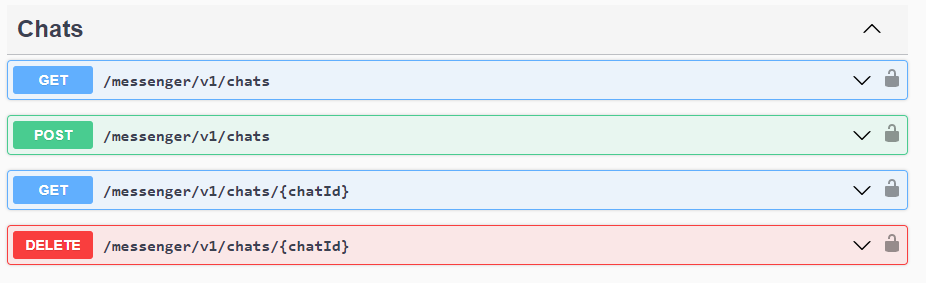 Chats
GET /messenger/v1/chats
POST /messenger/v1/chats
GET /messenger/v1/chats/{chatId}
DELETE /messenger/v1/chats/{chatId}